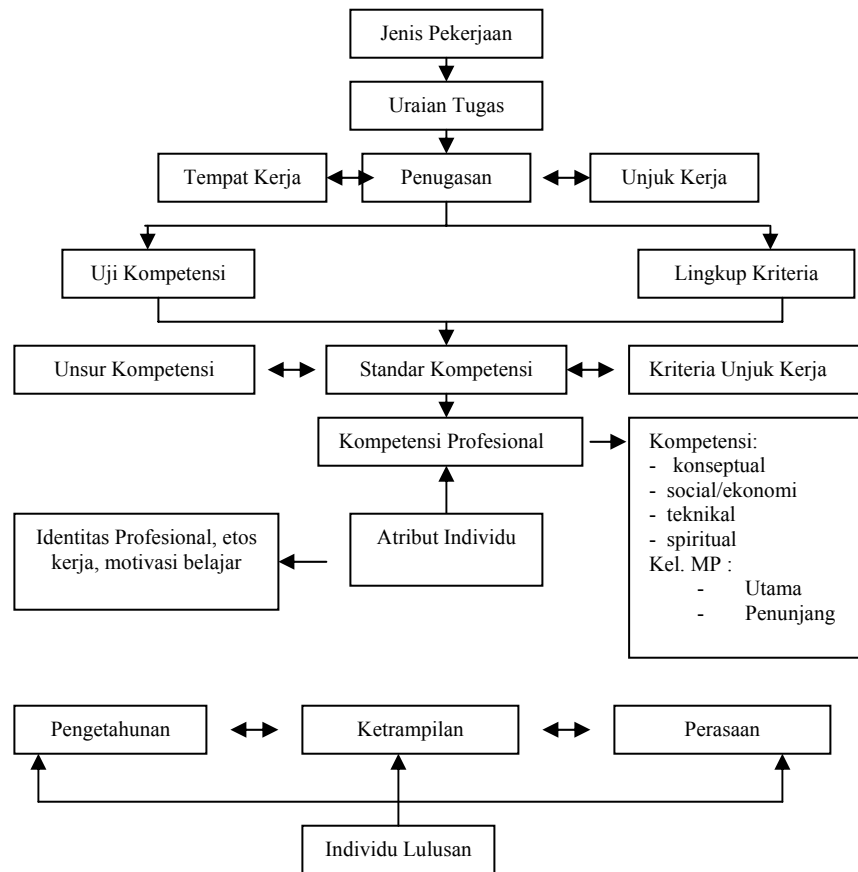 Jenis Pekerjaan
Uraian Tugas
Tempat Kerja
Penugasan
Unjuk Kerja
Uji Kompetensi
Lingkup Kriteria
Unsur Kompetensi
Standar Kompetensi
Kriteria Unjuk Kerja
Kompetensi Profesional
Kompetensi:
- konseptual
- social/ekonomi
- teknikal
- spiritual
Kel. MP :
- Utama
- Penunjang
Identitas Profesional, etos
kerja, motivasi belajar
Atribut Individu
Pengetahunan
Ketrampilan
Perasaan
Individu Lulusan